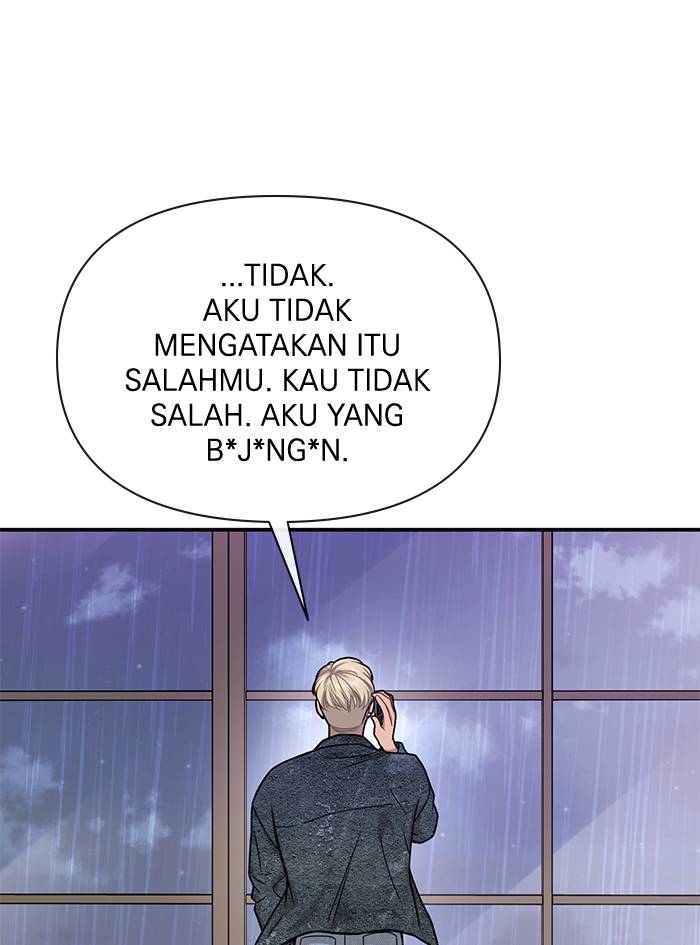 ...TIDAK.
AKU TIDAK
MENGATAKAN ITU
SALAHMU. KAU TIDAK
SALAH. AKU YANG
B*J*NG*N.